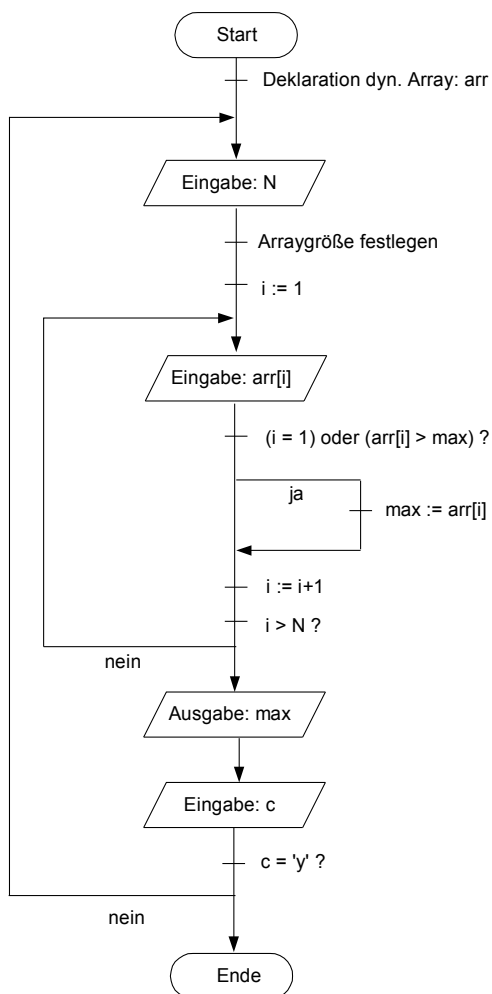 Start
Deklaration dyn. Array: arr
Eingabe: N
Arraygröße festlegen
i := 1
Eingabe: arr[i]
(i = 1) oder (arr[i] > max) ?
ja
max := arr[i]
i := i+1
i > N ?
nein
Ausgabe: max
Eingabe: c
c = 'y' ?
nein
Ende